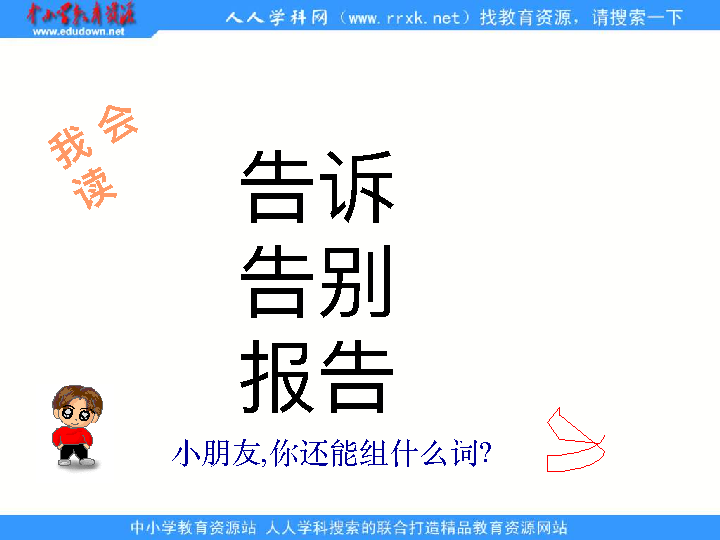 中小学教育资源
www.edudown.net
人人学科网（www.rrxk.net）找教育资源，请搜索一下
我会
读
告诉
告别
报告
小朋友,你还能组什么词?
中小学教育资源站 人人学科搜索的联合打造精品教育资源网站